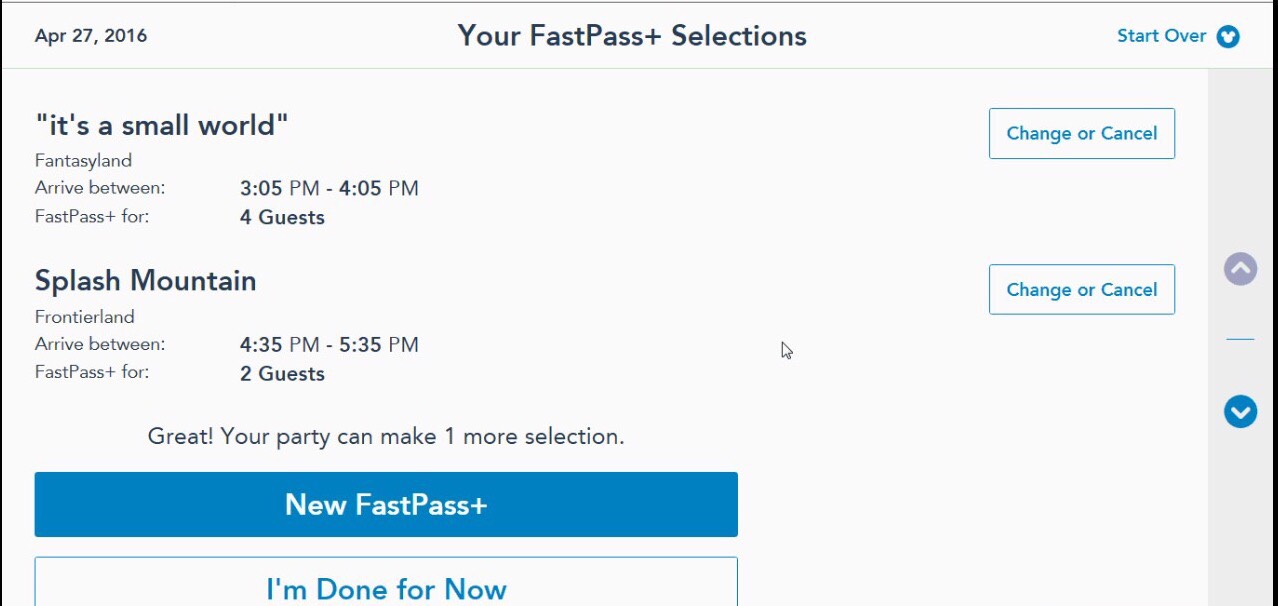 Apr 27, 2016
Your FastPass+ Selections
Start Over
"it's a small world"
Change or Cancel
Fantasyland
Arrive between: 3:05 PM - 4:05 PM
FastPass+ for: 4 Guests
Splash Mountain
Change or Cancel
Frontierland
Arrive between: 4:35 PM - 5:35 PM
FastPass+ for: 2 Guests
Great! Your party can make 1 more selection.
New FastPass+
I'm Done for Now